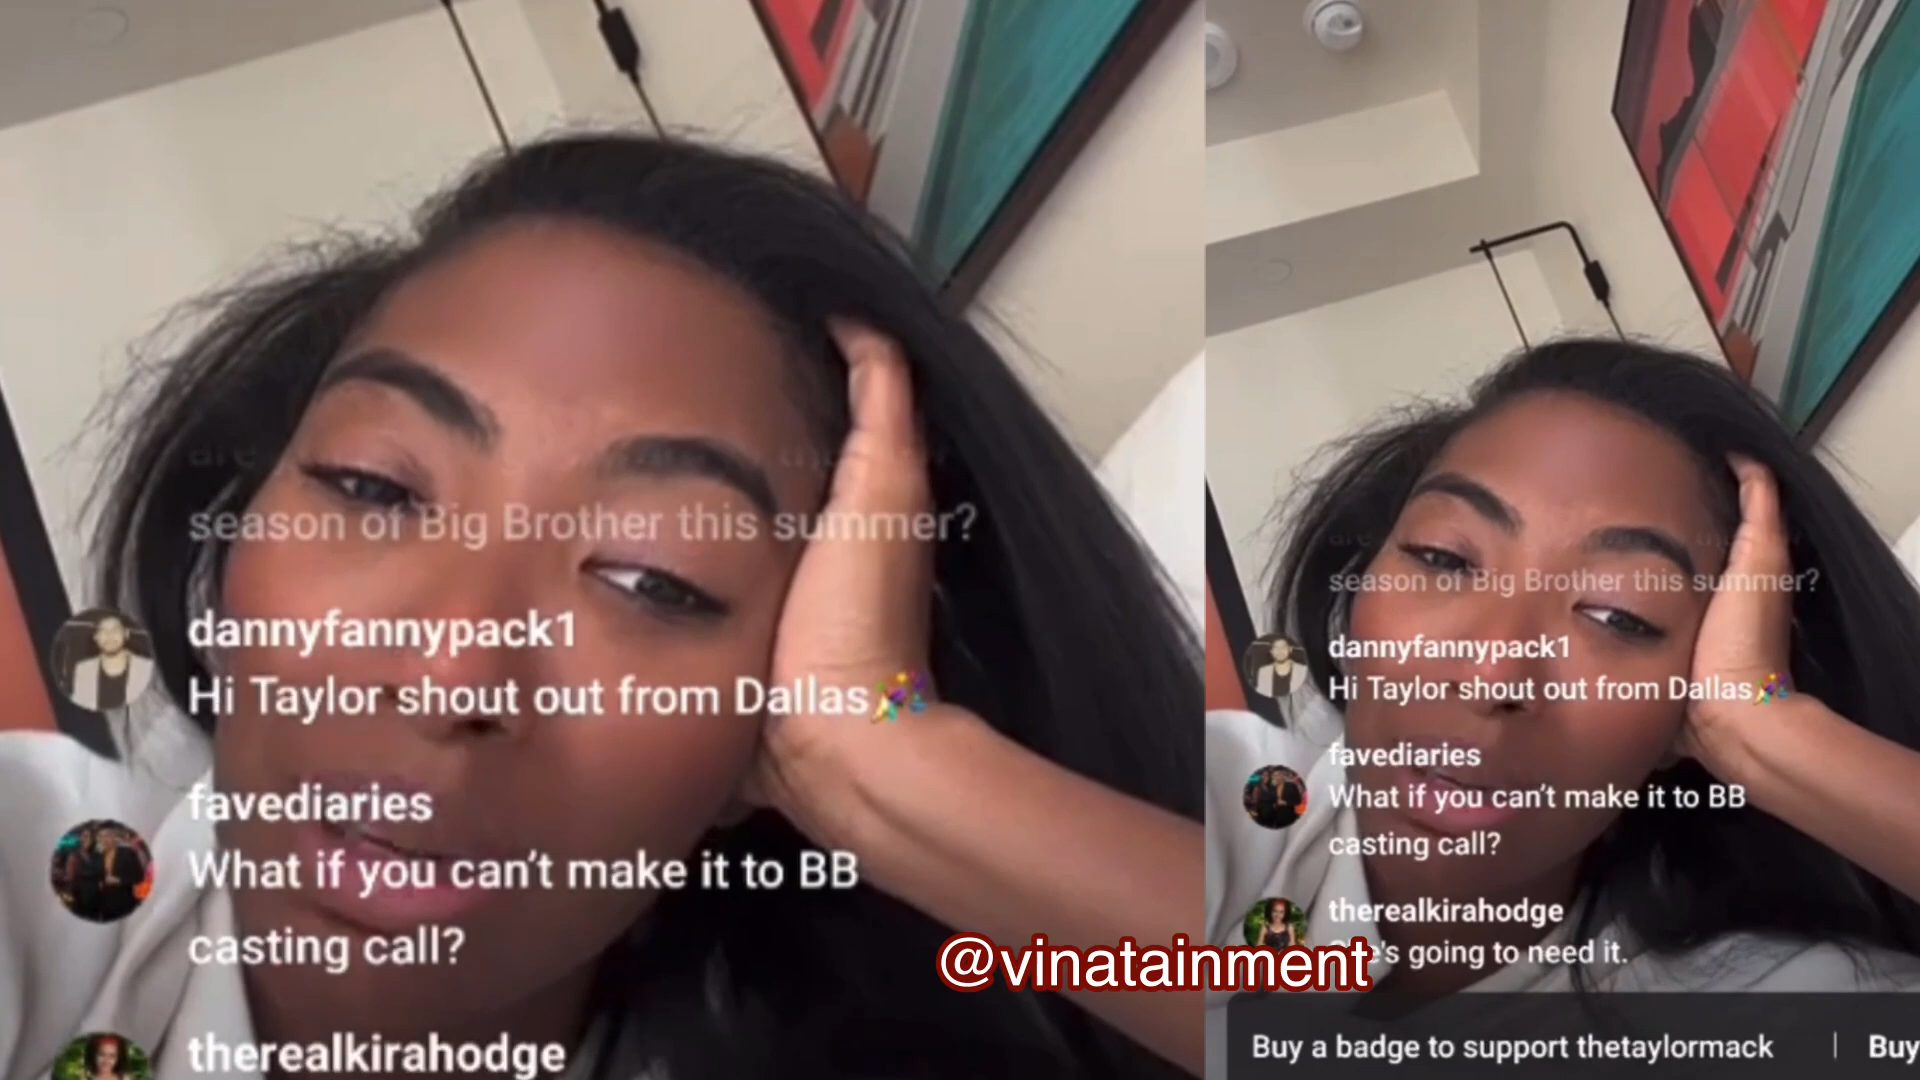 are
season of Big Brother this summer?
dannyfannypack1
Hi Taylor shout out from Dallas🎉
favediaries
What if you can't make it to BB
casting call?
therealkirahodge
are
season of Big Brother this summer?
dannyfannypack1
Hi Taylor shout out from Dallas🎉
favediaries
What if you can't make it to BB
casting call?
therealkirahodge
going to need it.
@vinatainment
Buy a badge to support thetaylormack | Buy